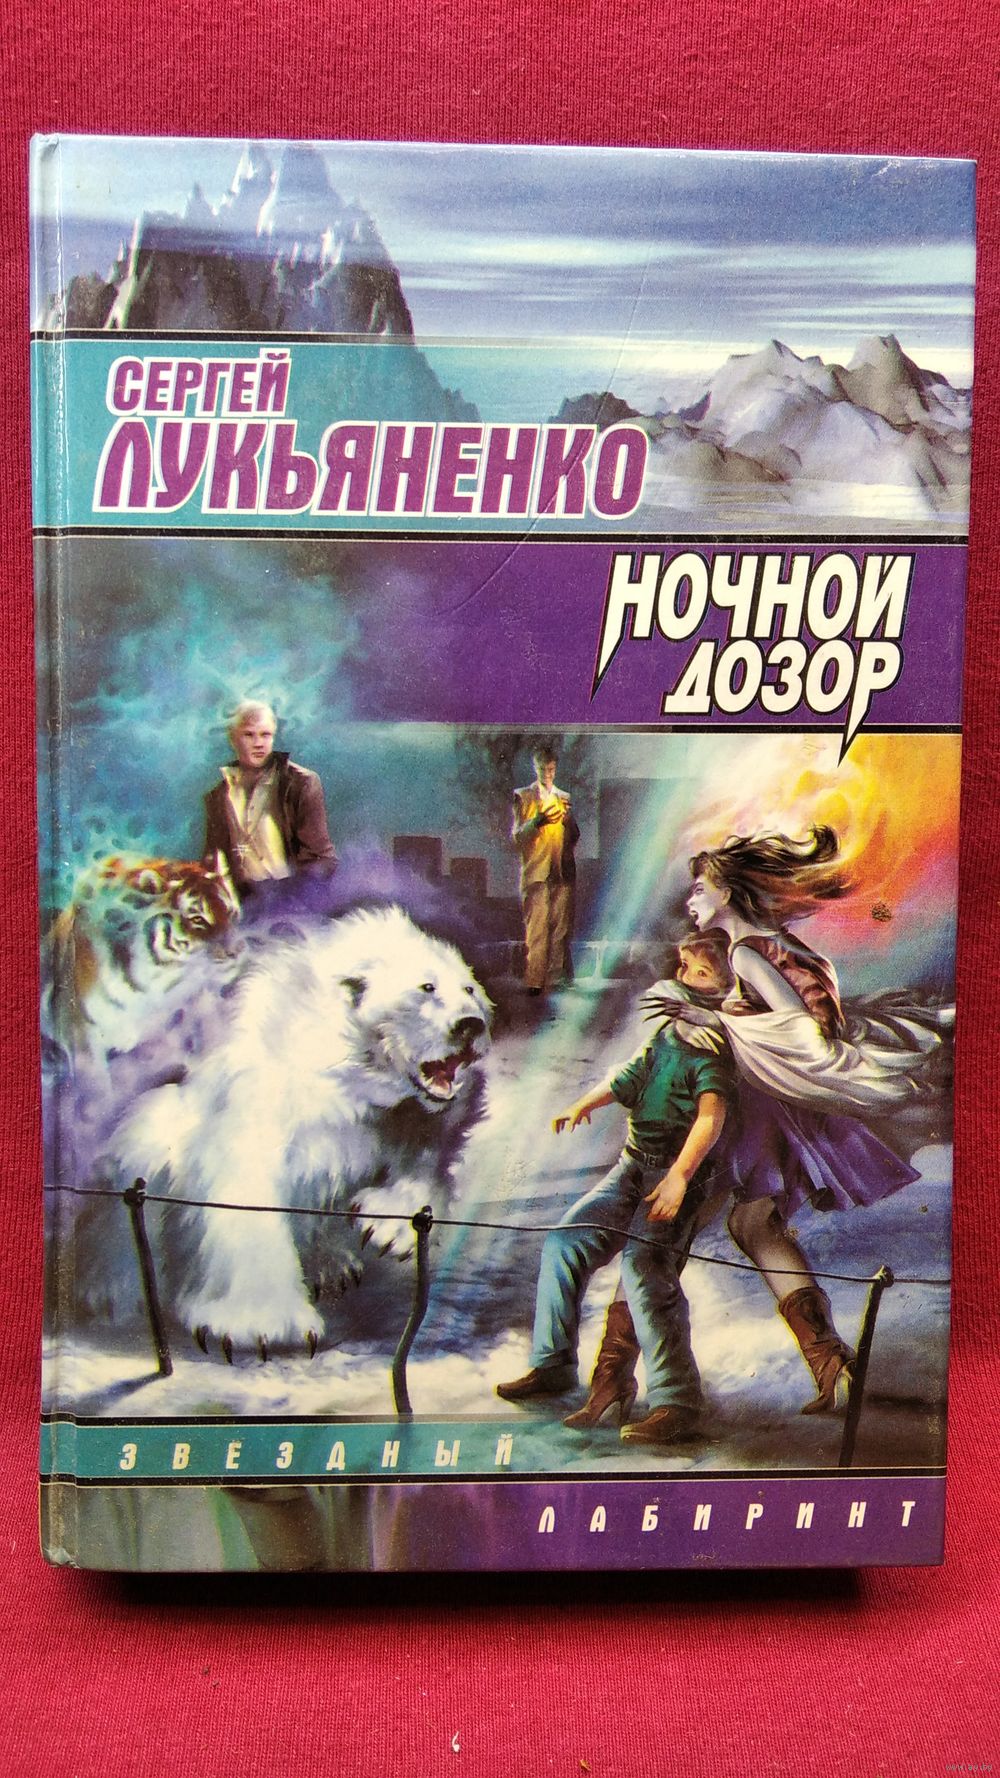 СЕРГЕЙ
ЛУКЬЯНЕНКО
НОЧНОЙ
ДОЗОР
ЗВЕЗДНЫЙ
ЛАБИРИНТ